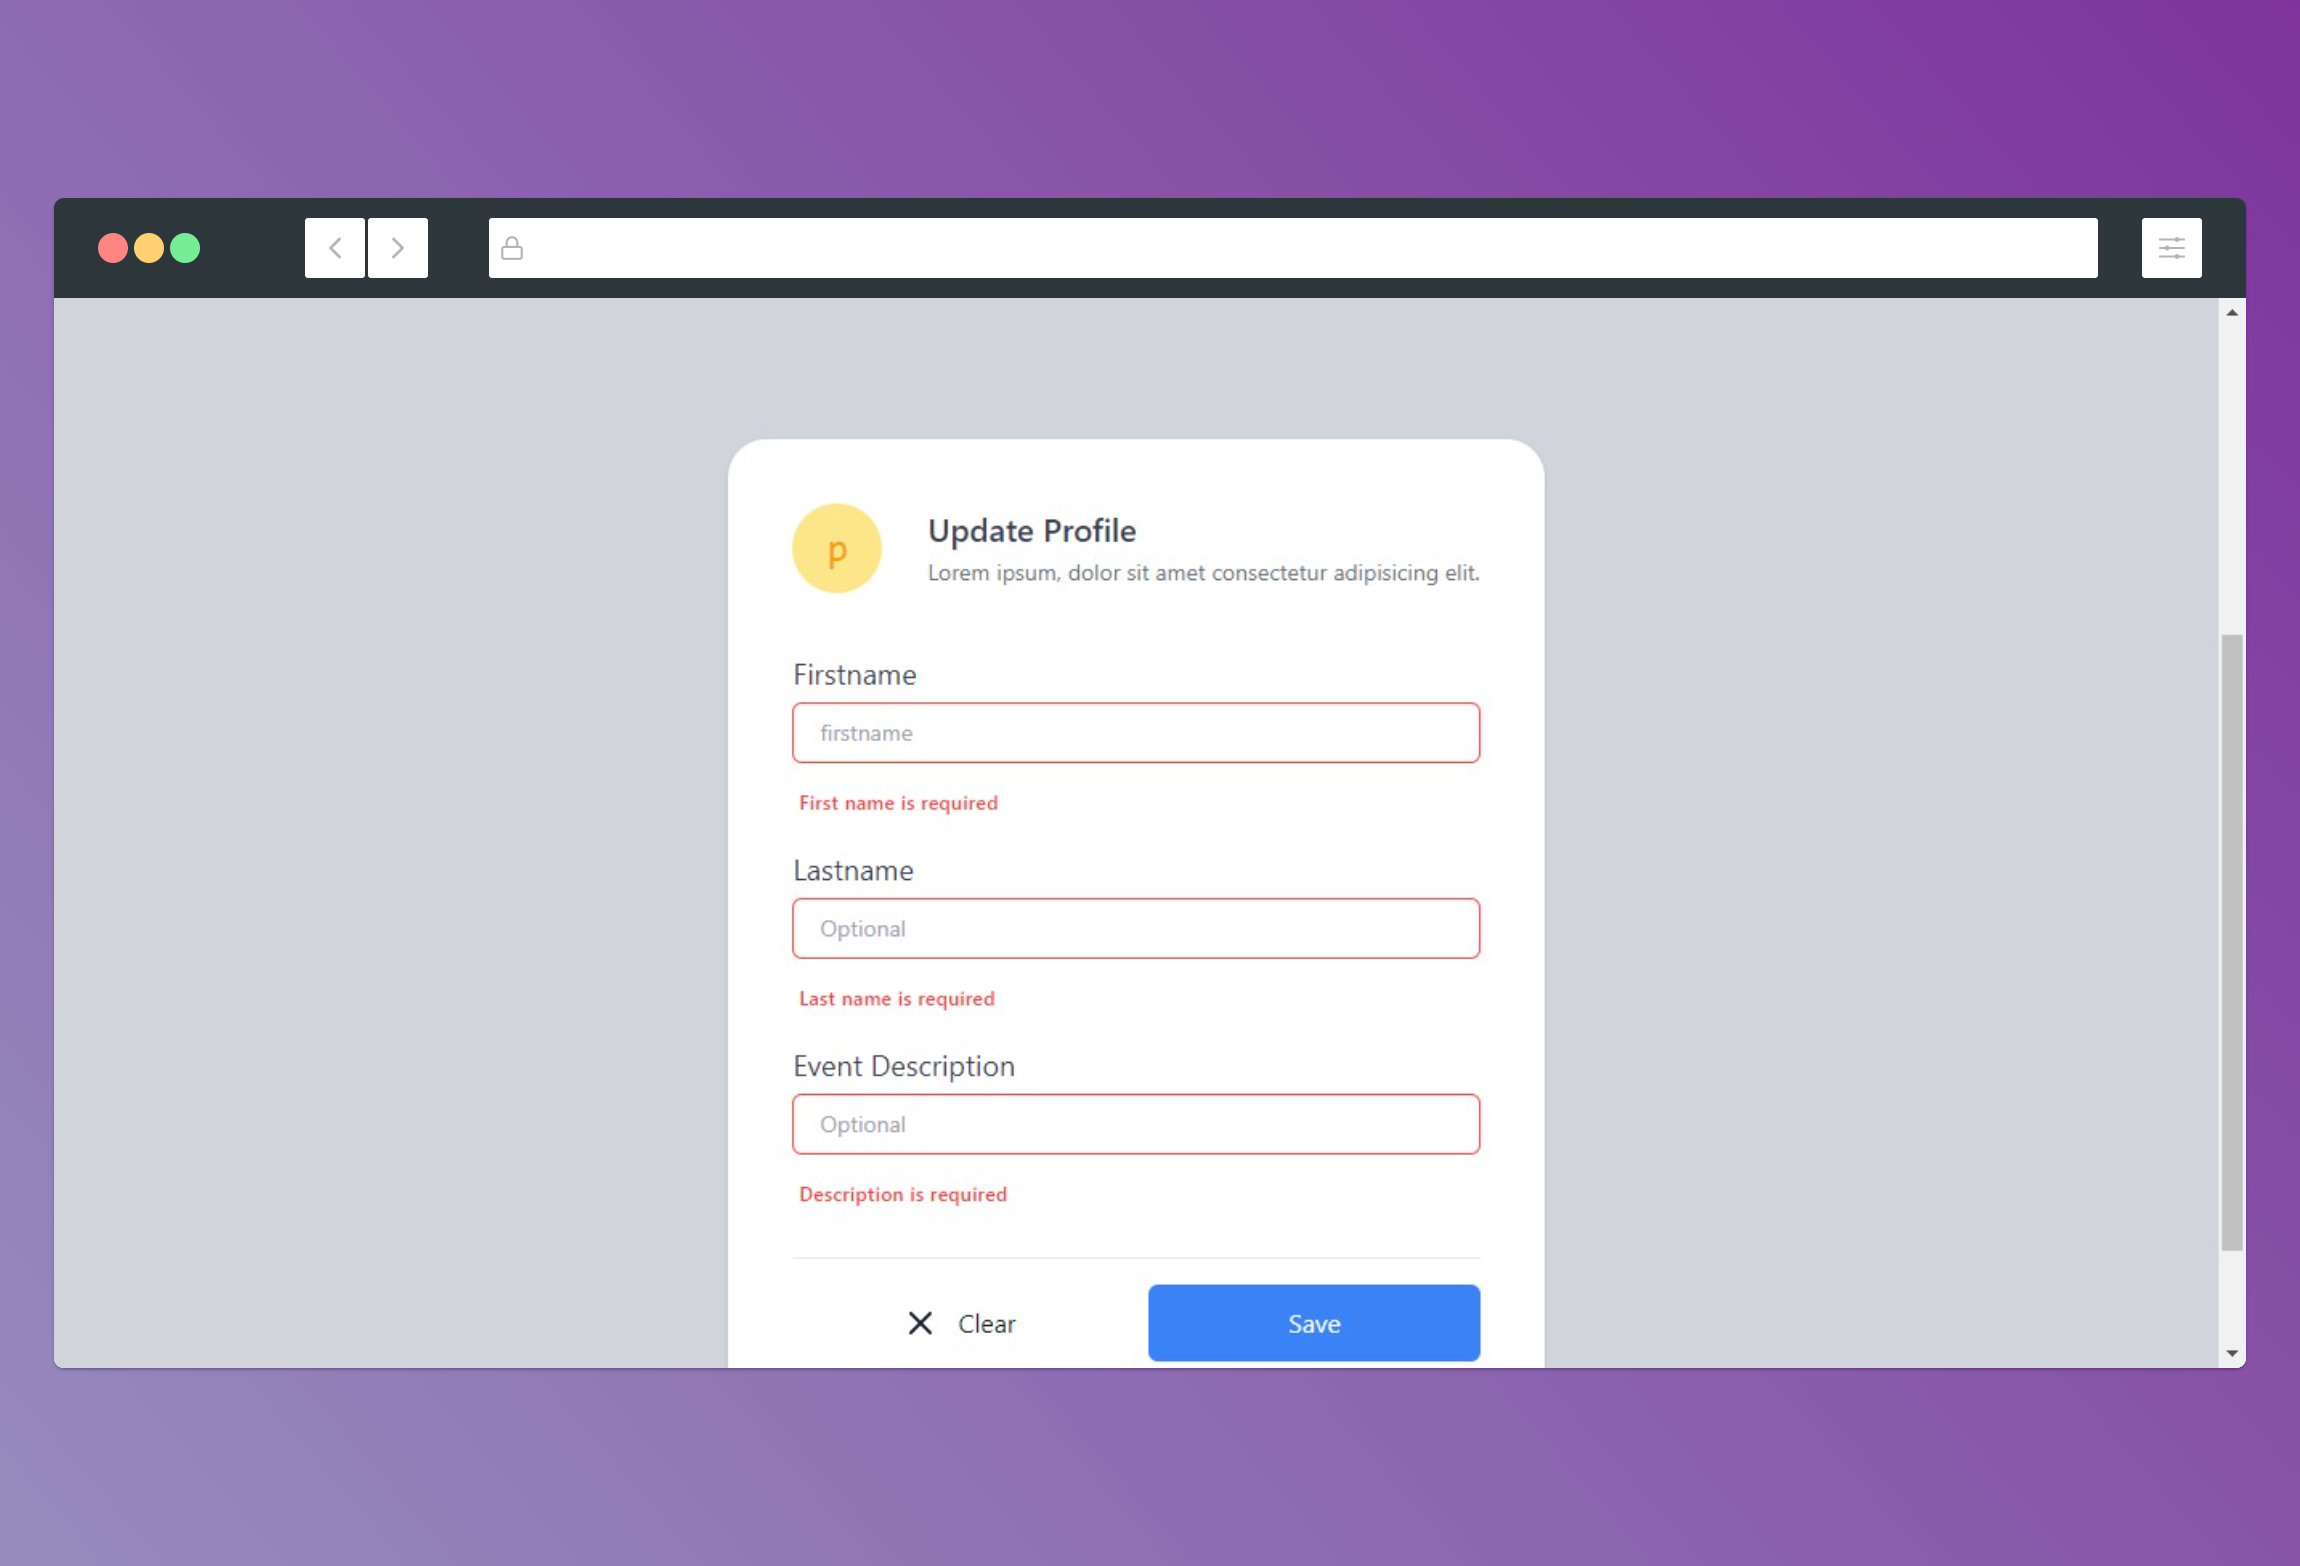 p
Update Profile
Lorem ipsum, dolor sit amet consectetur adipisicing elit.
Firstname
firstname
First name is required
Lastname
Optional
Last name is required
Event Description
Optional
Description is required
Clear
Save